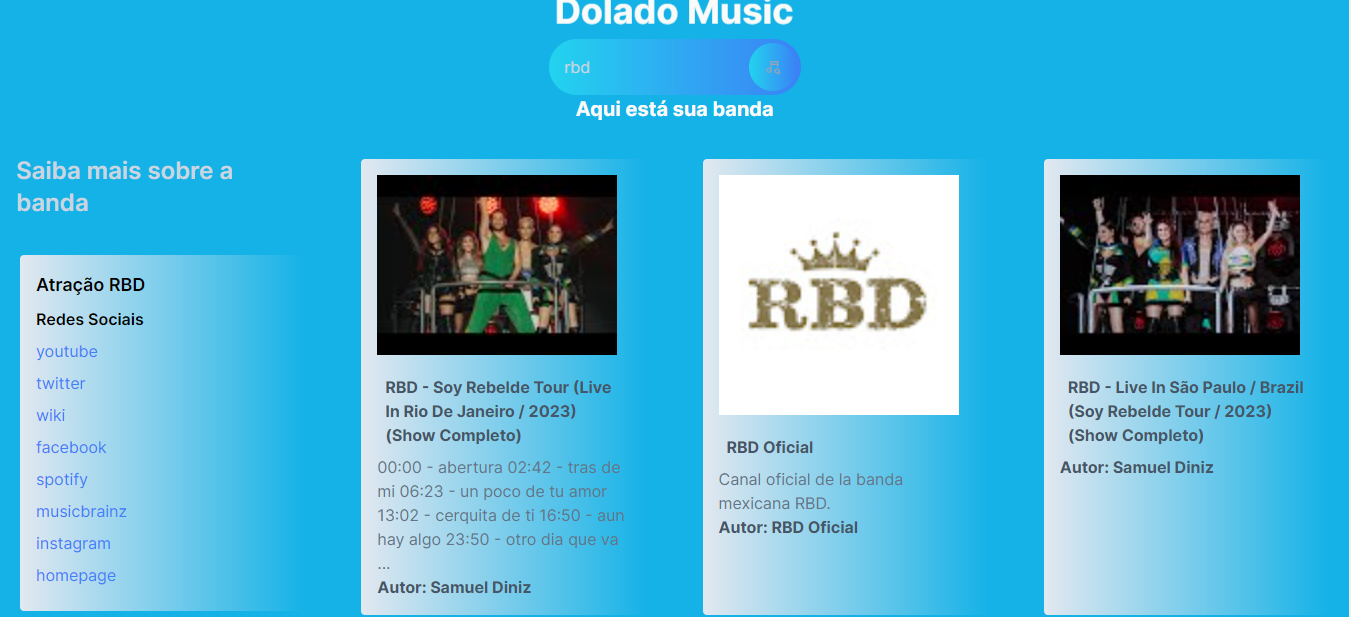 Dolado Music
rbd
Aqui está sua banda
Saiba mais sobre a
banda
Atração RBD
Redes Sociais
youtube
twitter
wiki
facebook
spotify
musicbrainz
instagram
homepage
RBD - Soy Rebelde Tour (Live
In Rio De Janeiro / 2023)
(Show Completo)
00:00 - abertura 02:42 - tras de
mi 06:23 - un poco de tu amor
13:02 - cerquita de ti 16:50 - aun
hay algo 23:50 - otro dia que va
...
Autor: Samuel Diniz
RBD
RBD Oficial
Canal oficial de la banda
mexicana RBD.
Autor: RBD Oficial
RBD - Live In São Paulo / Brazil
(Soy Rebelde Tour / 2023)
(Show Completo)
Autor: Samuel Diniz